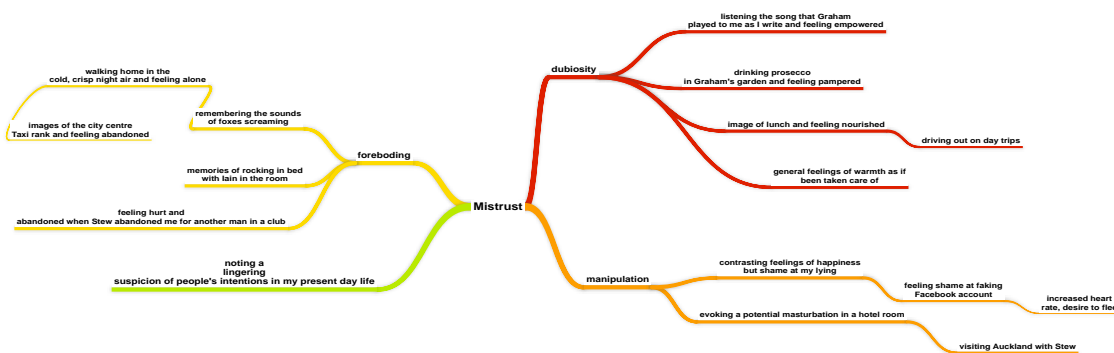 Mistrust
dubiosity
listening the song that Graham
played to me as I write and feeling empowered
drinking prosecco
in Graham's garden and feeling pampered
image of lunch and feeling nourished
driving out on day trips
general feelings of warmth as if
been taken care of
manipulation
contrasting feelings of happiness
but shame at my lying
feeling shame at faking
Facebook account
increased heart
rate, desire to flee
evoking a potential masturbation in a hotel room
visiting Auckland with Stew
foreboding
remembering the sounds
of foxes screaming
walking home in the
cold, crisp night air and feeling alone
images of the city centre
Taxi rank and feeling abandoned
memories of rocking in bed
with Iain in the room
feeling hurt and
abandoned when Stew abandoned me for another man in a club
noting a
lingering
suspicion of people's intentions in my present day life